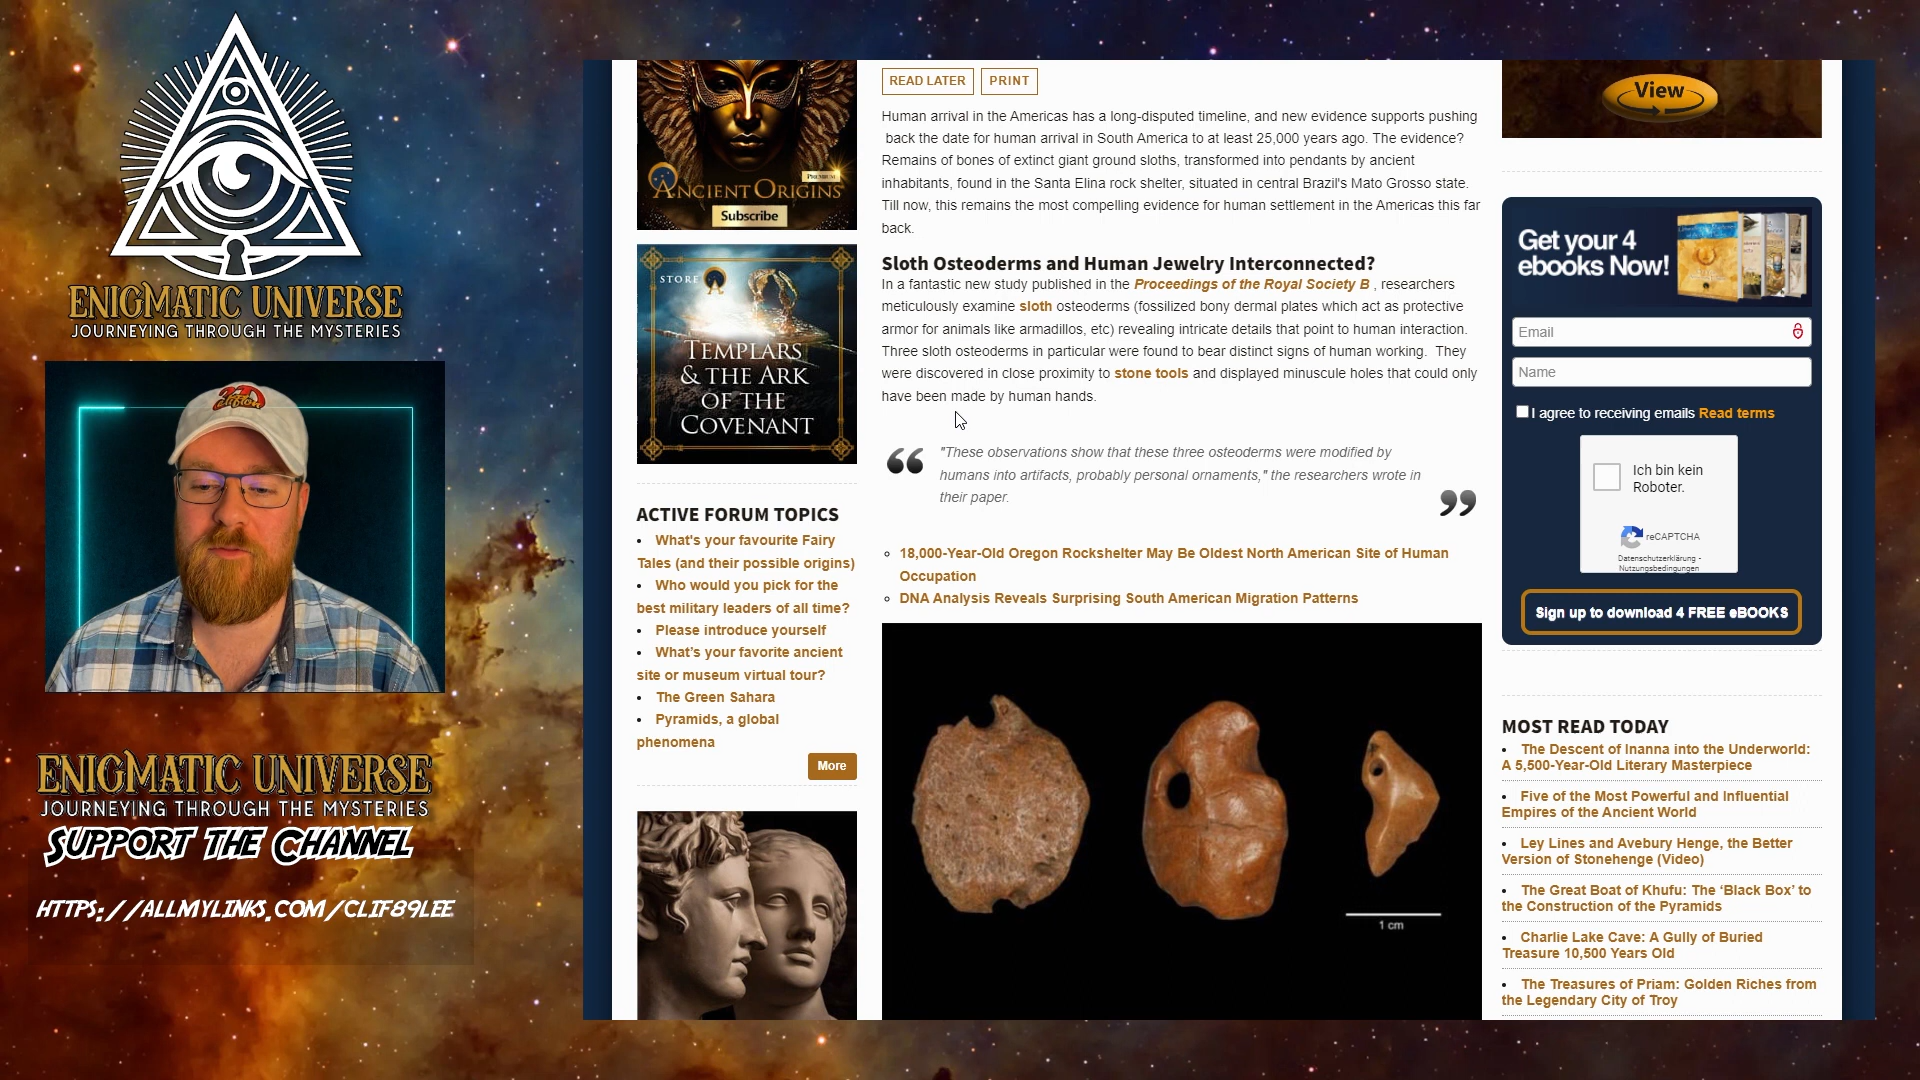 ENIGMATIC UNIVERSE
JOURNEYING THROUGH THE MYSTERIES
ENIGMATIC UNIVERSE
JOURNEYING THROUGH THE MYSTERIES
SUPPORT THE CHANNEL
HTTPS://ALLMYLINKS.COM/CLIF89LEE
PREMIUM
ANCIENT ORIGINS
Subscribe
STORE
TEMPLARS
& THE ARK
OF THE
COVENANT
ACTIVE FORUM TOPICS
• What's your favourite Fairy
Tales (and their possible origins)
• Who would you pick for the
best military leaders of all time?
• Please introduce yourself
• What's your favorite ancient
site or museum virtual tour?
• The Green Sahara
• Pyramids, a global
phenomena
More
READ LATER PRINT
Human arrival in the Americas has a long-disputed timeline, and new evidence supports pushing
back the date for human arrival in South America to at least 25,000 years ago. The evidence?
Remains of bones of extinct giant ground sloths, transformed into pendants by ancient
inhabitants, found in the Santa Elina rock shelter, situated in central Brazil's Mato Grosso state.
Till now, this remains the most compelling evidence for human settlement in the Americas this far
back.
Sloth Osteoderms and Human Jewelry Interconnected?
In a fantastic new study published in the Proceedings of the Royal Society B , researchers
meticulously examine sloth osteoderms (fossilized bony dermal plates which act as protective
armor for animals like armadillos, etc) revealing intricate details that point to human interaction.
Three sloth osteoderms in particular were found to bear distinct signs of human working. They
were discovered in close proximity to stone tools and displayed minuscule holes that could only
have been made by human hands.
"These observations show that these three osteoderms were modified by
humans into artifacts, probably personal ornaments," the researchers wrote in
their paper.
18,000-Year-Old Oregon Rockshelter May Be Oldest North American Site of Human
Occupation
DNA Analysis Reveals Surprising South American Migration Patterns
1 cm
View
Get your 4
ebooks Now!
Email
Name
I agree to receiving emails Read terms
Ich bin kein
Roboter.
reCAPTCHA
Datenschutzerklärung -
Nutzungsbedingungen
Sign up to download 4 FREE eBOOKS
MOST READ TODAY
• The Descent of Inanna into the Underworld:
A 5,500-Year-Old Literary Masterpiece
• Five of the Most Powerful and Influential
Empires of the Ancient World
• Ley Lines and Avebury Henge, the Better
Version of Stonehenge (Video)
• The Great Boat of Khufu: The ‘Black Box’ to
the Construction of the Pyramids
• Charlie Lake Cave: A Gully of Buried
Treasure 10,500 Years Old
• The Treasures of Priam: Golden Riches from
the Legendary City of Troy